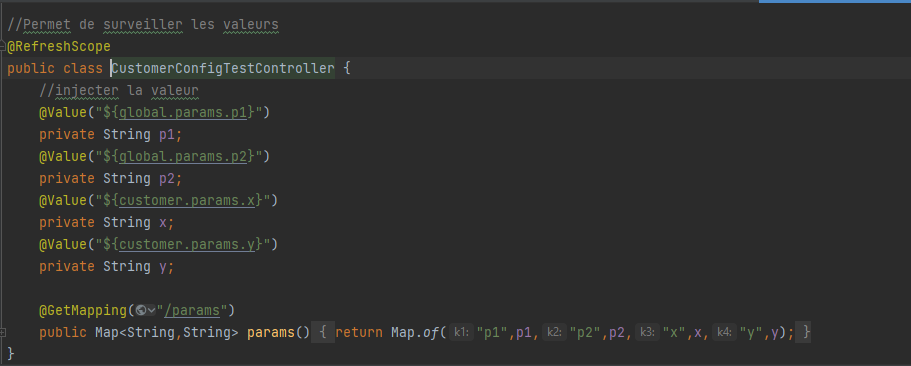 //Permet de surveiller les valeurs
@RefreshScope
public class CustomerConfigTestController {
//injecter la valeur
@Value("${global.params.p1}")
private String p1;
@Value("${global.params.p2}")
private String p2;
@Value("${customer.params.x}")
private String x;
@Value("${customer.params.y}")
private String y;
@GetMapping("/params")
public Map<String,String> params() { return Map.of( k1: "p1",p1, k2: "p2",p2, k3: "x",x, k4: "y",y); }
}